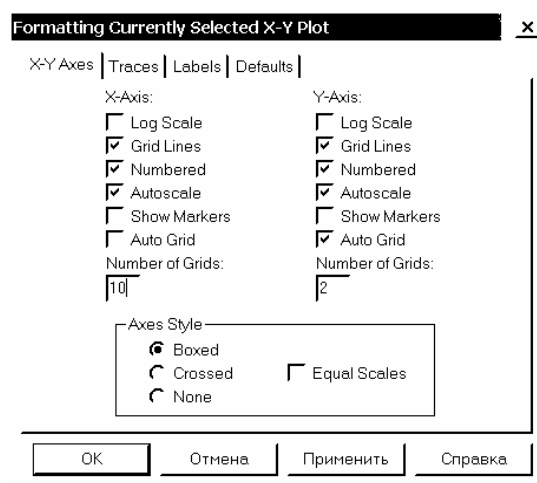 Formatting Currently Selected X-Y Plot
X-Y Axes Traces Labels Defaults
X-Axis: Y-Axis:
Log Scale Log Scale
Grid Lines Grid Lines
Numbered Numbered
Autoscale Autoscale
Show Markers Show Markers
Auto Grid Auto Grid
Number of Grids: Number of Grids:
10 2
Axes Style
Boxed
Crossed Equal Scales
None
OK Отмена Применить Справка